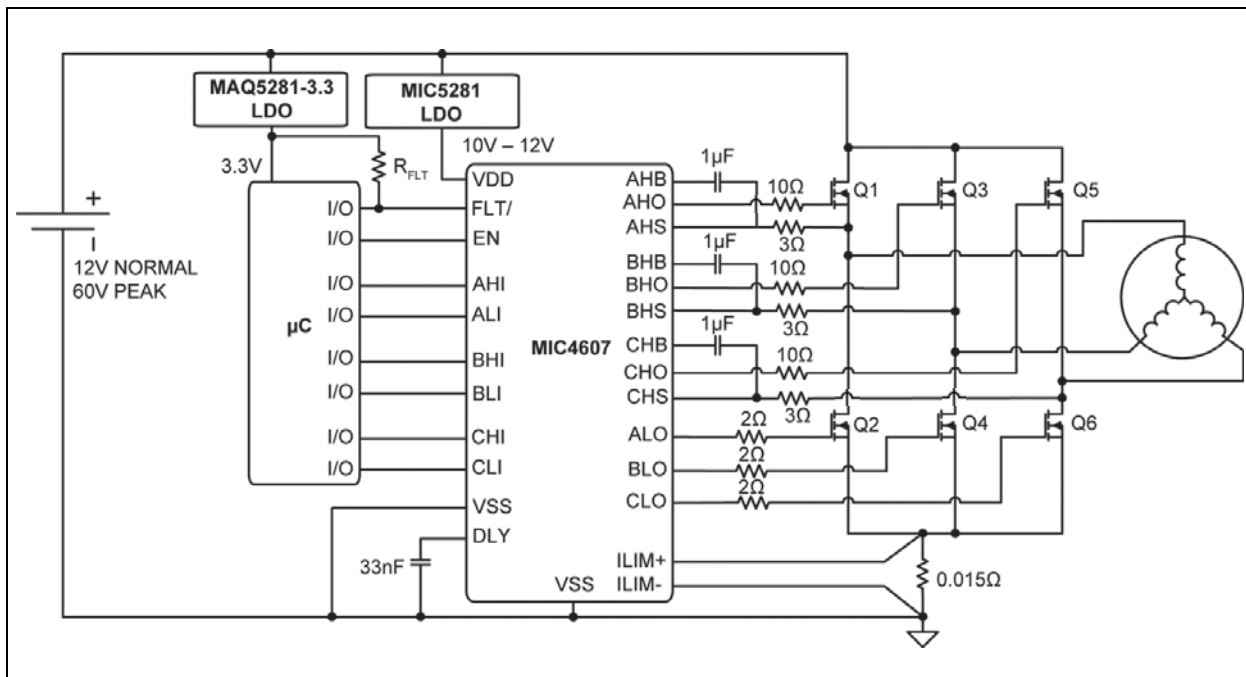 MAQ5281-3.3
LDO
MIC5281
LDO
3.3V
R_FLT
10V – 12V
+
–
12V NORMAL
60V PEAK
µC
I/O
I/O
I/O
I/O
I/O
I/O
I/O
I/O
MIC4607
VDD
FLT/
EN
AHI
ALI
BHI
BLI
CHI
CLI
VSS
DLY
VSS
33nF
AHB
AHO
AHS
BHB
BHO
BHS
CHB
CHO
CHS
ALO
BLO
CLO
ILIM+
ILIM-
1µF
10Ω
3Ω
1µF
10Ω
3Ω
1µF
10Ω
3Ω
2Ω
2Ω
2Ω
Q1
Q3
Q5
Q2
Q4
Q6
0.015Ω